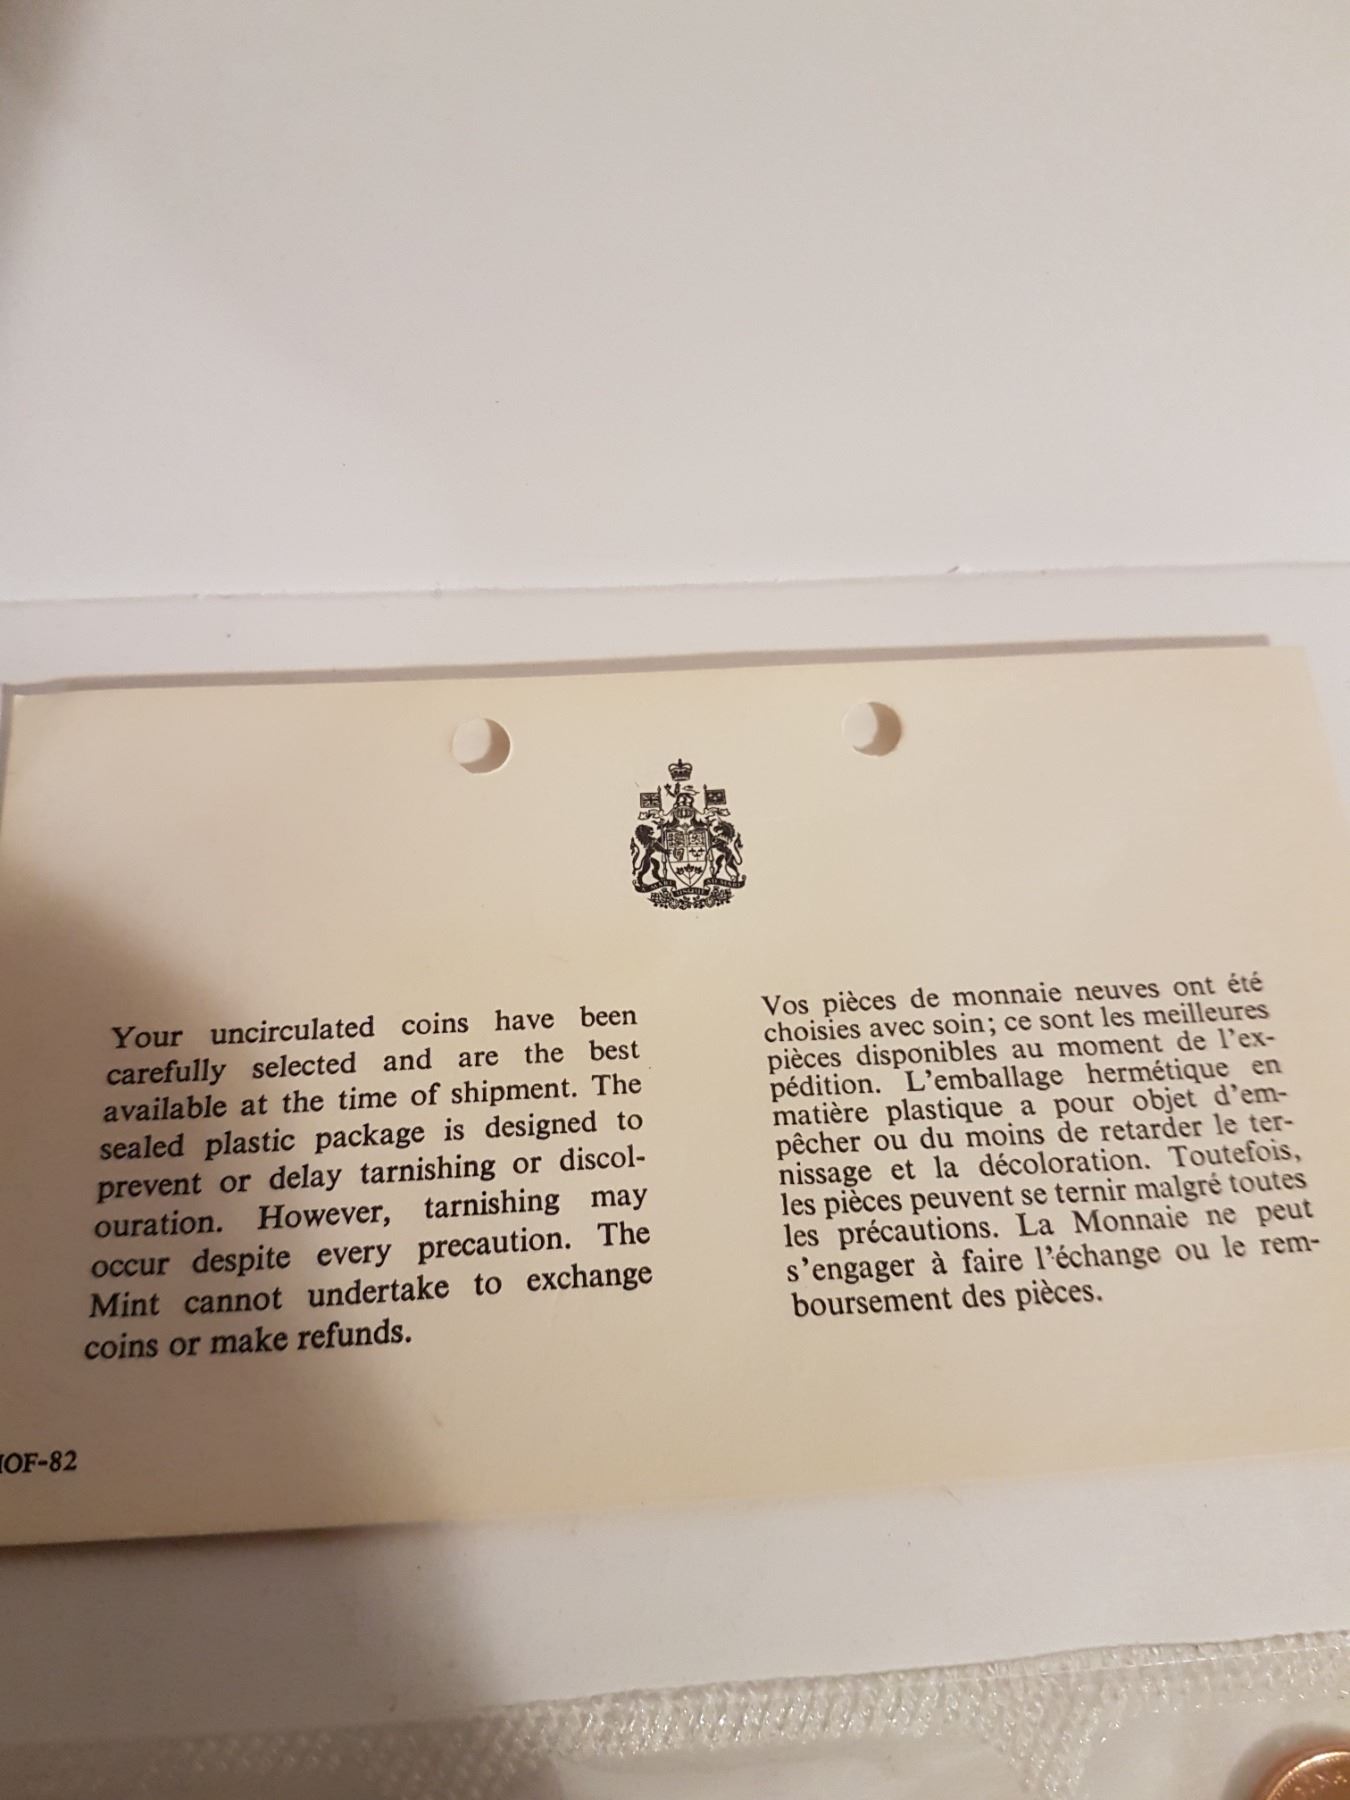 Your uncirculated coins have been
carefully selected and are the best
available at the time of shipment. The
sealed plastic package is designed to
prevent or delay tarnishing or discol-
ouration. However, tarnishing may
occur despite every precaution. The
Mint cannot undertake to exchange
coins or make refunds.
Vos pièces de monnaie neuves ont été
choisies avec soin; ce sont les meilleures
pièces disponibles au moment de l'ex-
pédition. L'emballage hermétique en
matière plastique a pour objet d'em-
pêcher ou du moins de retarder le ter-
nissage et la décoloration. Toutefois,
les pièces peuvent se ternir malgré toutes
les précautions. La Monnaie ne peut
s'engager à faire l'échange ou le rem-
boursement des pièces.
OF-82